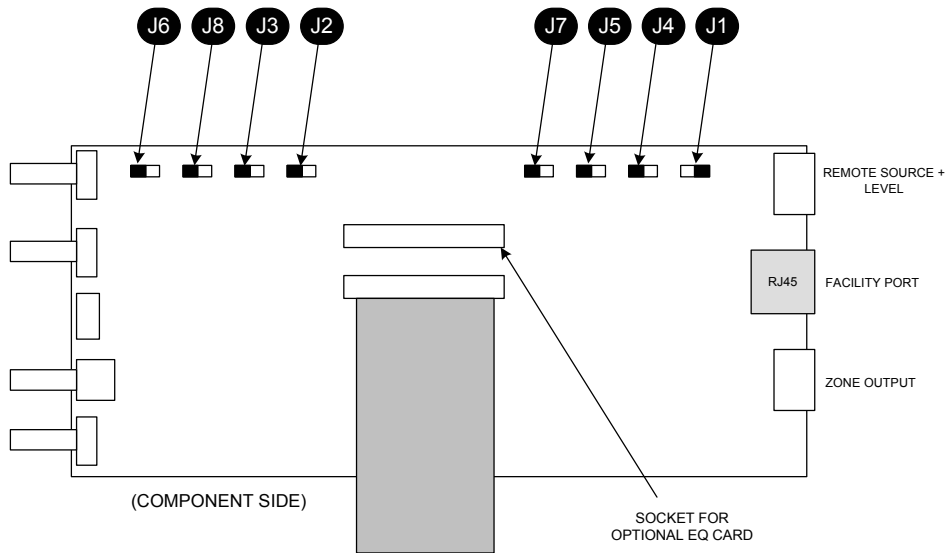 J6 J8 J3 J2 J7 J5 J4 J1
REMOTE SOURCE +
LEVEL
RJ45
FACILITY PORT
ZONE OUTPUT
(COMPONENT SIDE)
SOCKET FOR
OPTIONAL EQ CARD